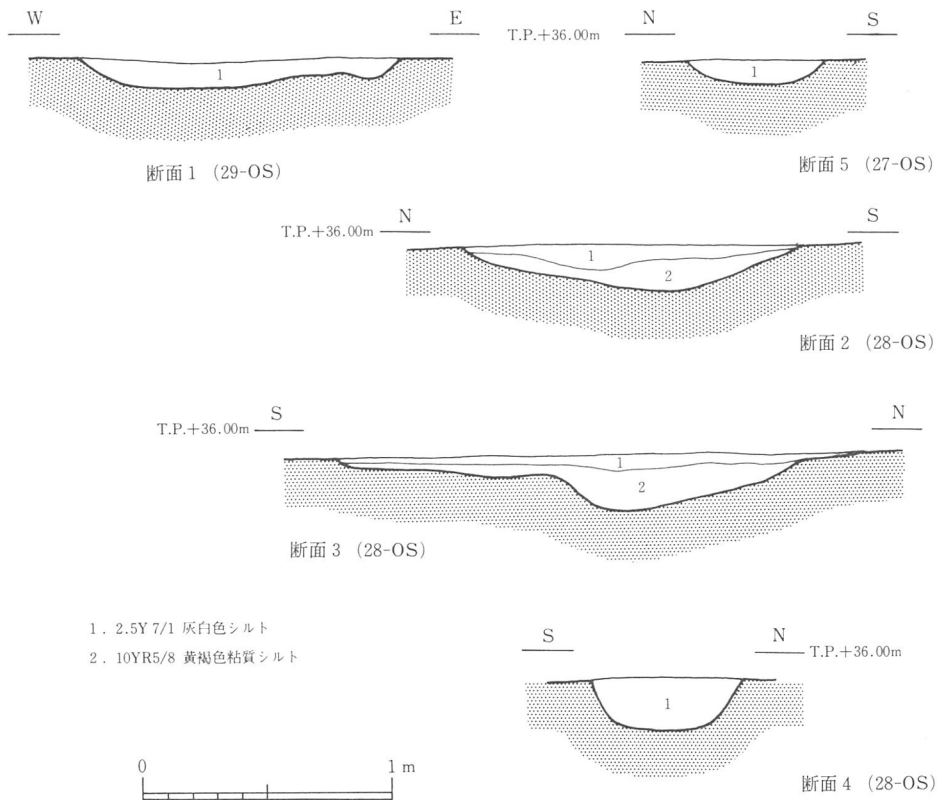 W E
T.P.+36.00m N S
1
1
断面 1 (29-OS)
断面 5 (27-OS)
T.P.+36.00m N S
1
2
断面 2 (28-OS)
S N
T.P.+36.00m
1
2
断面 3 (28-OS)
1. 2.5Y 7/1 灰白色シルト
2. 10YR5/8 黄褐色粘質シルト
S N T.P.+36.00m
1
0 1 m
断面 4 (28-OS)